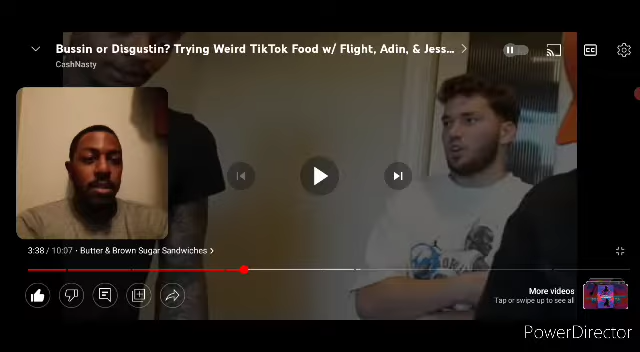 Bussin or Disgustin? Trying Weird TikTok Food w/ Flight, Adin, & Jess...
CashNasty
CC
3:38 / 10:07 · Butter & Brown Sugar Sandwiches
More videos
Tap or swipe up to see all
PowerDirector